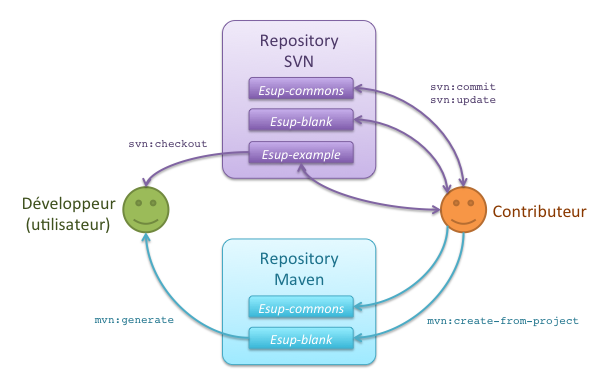 Repository
SVN
Esup-commons
Esup-blank
Esup-example
svn:commit
svn:update
svn:checkout
Développeur
(utilisateur)
Contributeur
Repository
Maven
Esup-commons
Esup-blank
mvn:generate
mvn:create-from-project